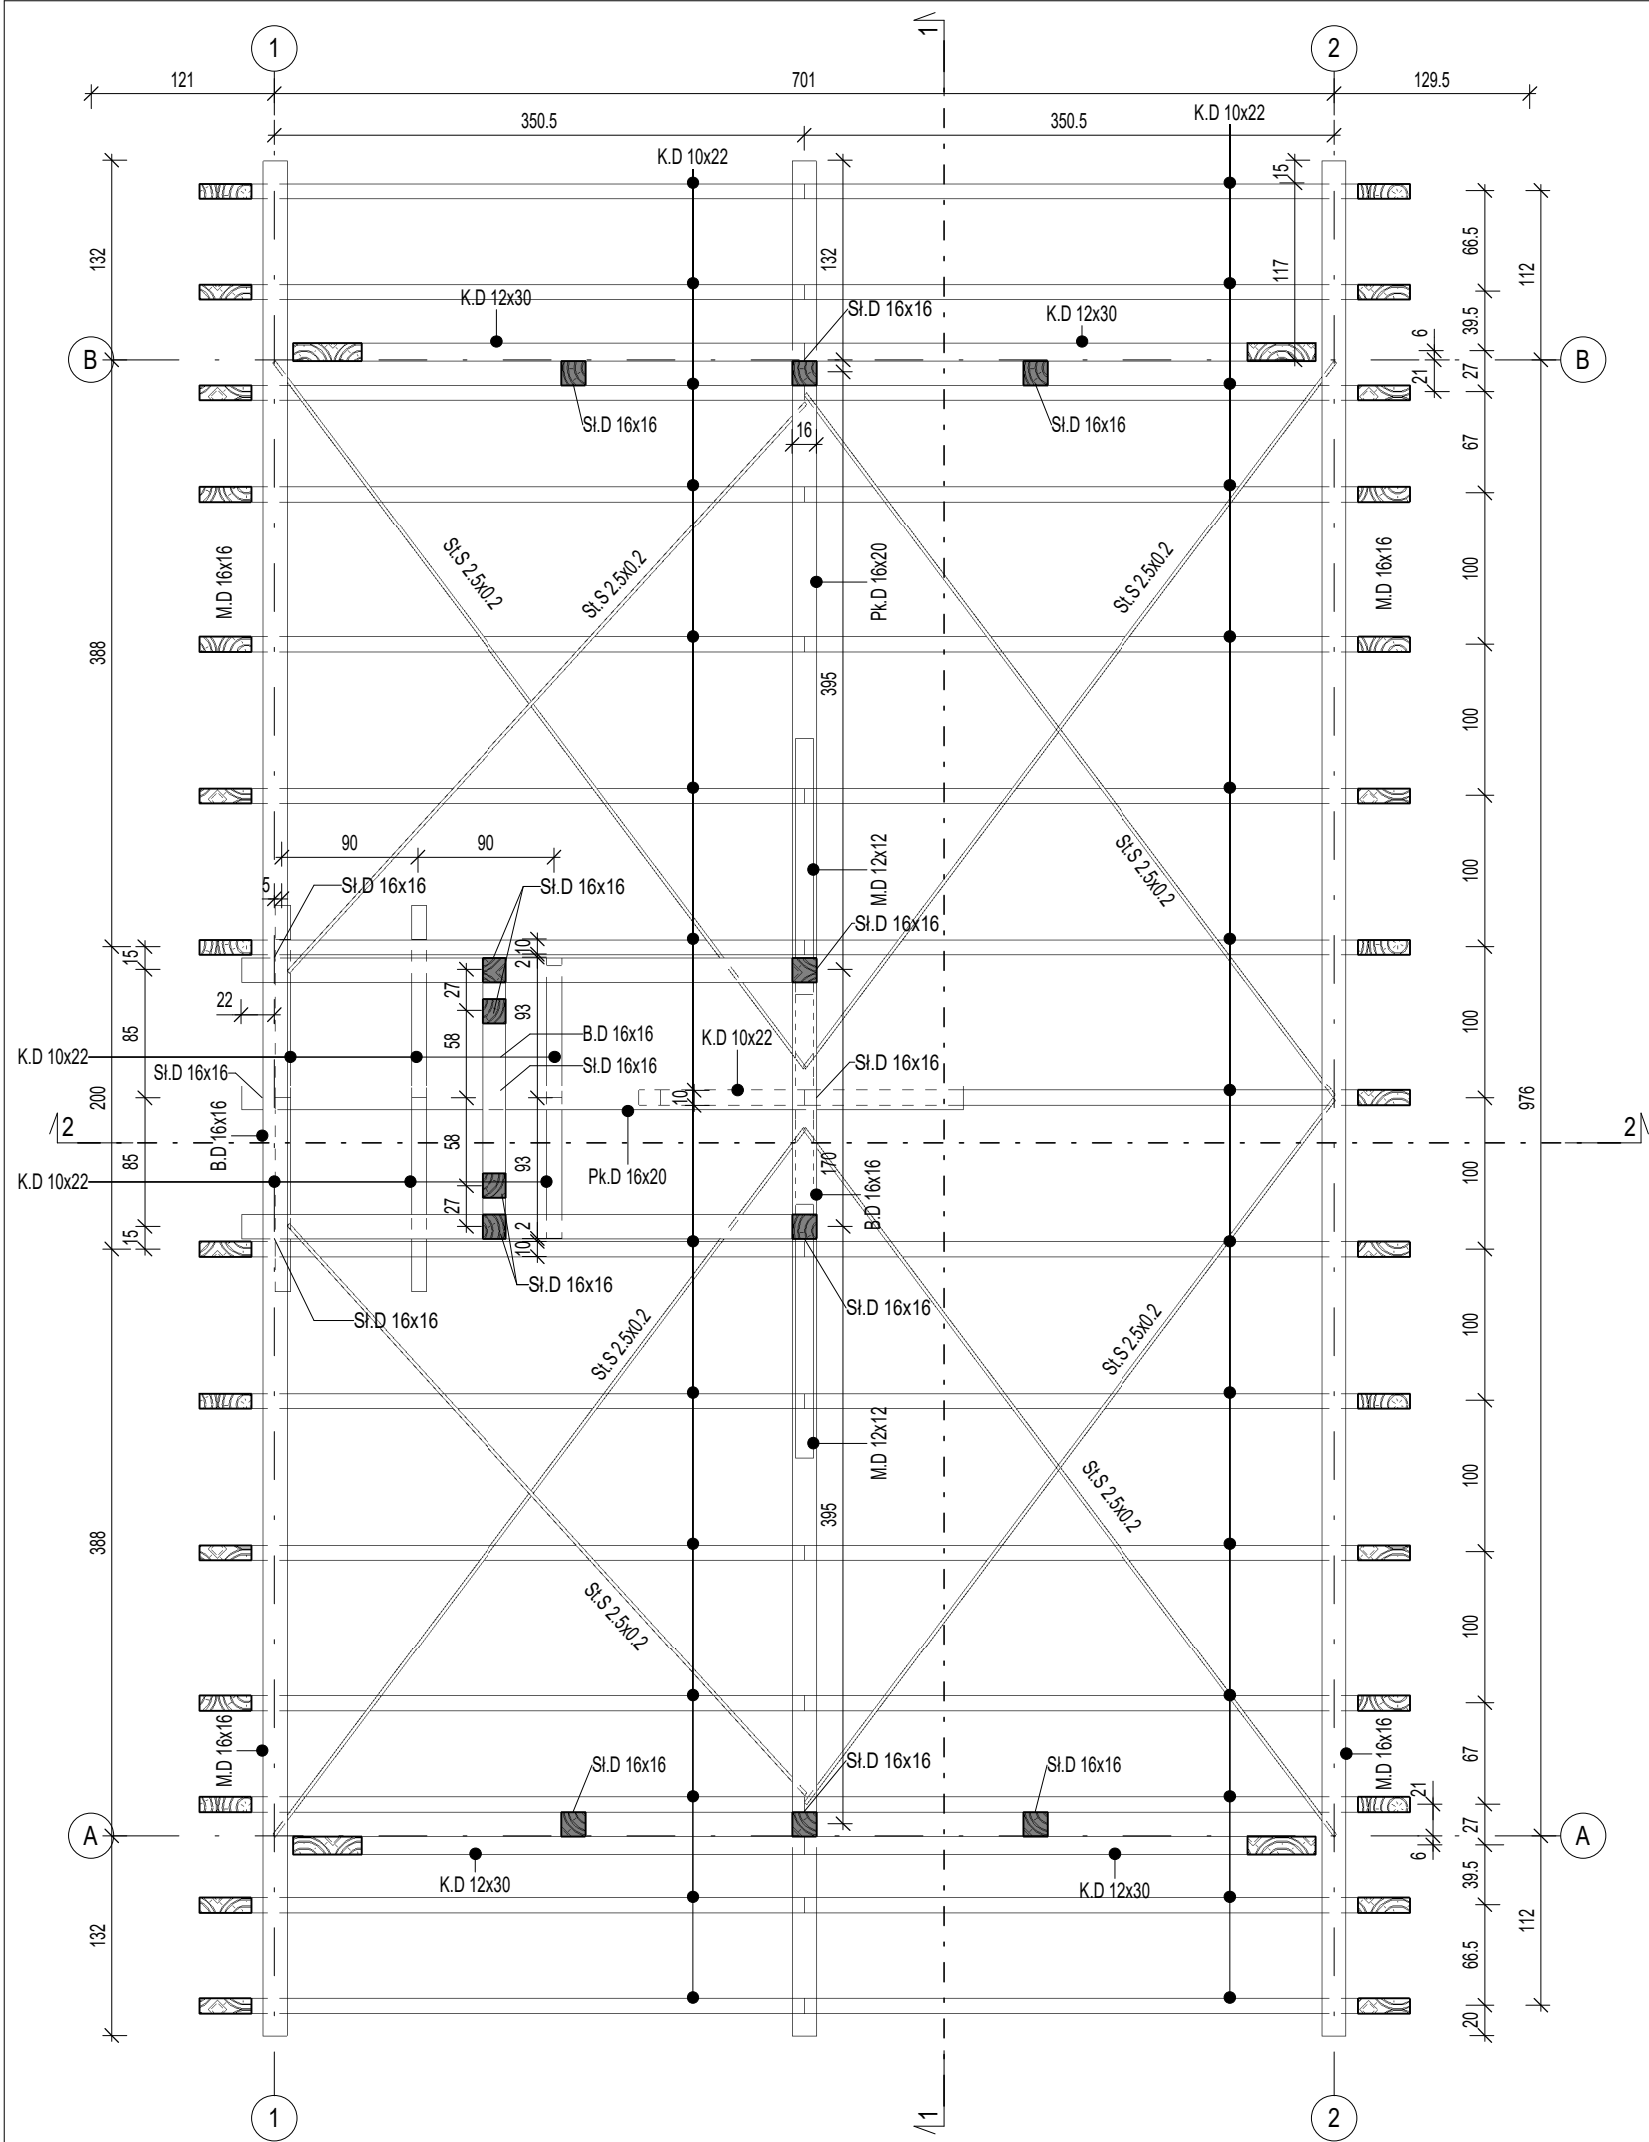 1
1
2
121
701
129.5
350.5
350.5
K.D 10x22
K.D 10x22
15
132
132
117
66.5
112
K.D 12x30
Sł.D 16x16
K.D 12x30
39.5
6
B
B
27
21
Sł.D 16x16
Sł.D 16x16
16
67
St.S 2.5x0.2
St.S 2.5x0.2
St.S 2.5x0.2
M.D 16x16
Pk.D 16x20
M.D 16x16
100
388
395
100
90
90
M.D 12x12
St.S 2.5x0.2
100
5
Sł.D 16x16
Sł.D 16x16
Sł.D 16x16
15
10
2
27
22
93
85
58
100
K.D 10x22
B.D 16x16
K.D 10x22
Sł.D 16x16
Sł.D 16x16
Sł.D 16x16
200
10
976
2
2
B.D 16x16
85
58
93
170
100
K.D 10x22
Pk.D 16x20
B.D 16x16
27
15
2
10
Sł.D 16x16
Sł.D 16x16
Sł.D 16x16
100
St.S 2.5x0.2
St.S 2.5x0.2
M.D 12x12
100
St.S 2.5x0.2
388
395
St.S 2.5x0.2
100
M.D 16x16
M.D 16x16
Sł.D 16x16
Sł.D 16x16
Sł.D 16x16
67
21
A
A
27
6
K.D 12x30
K.D 12x30
39.5
132
112
66.5
20
1
1
2